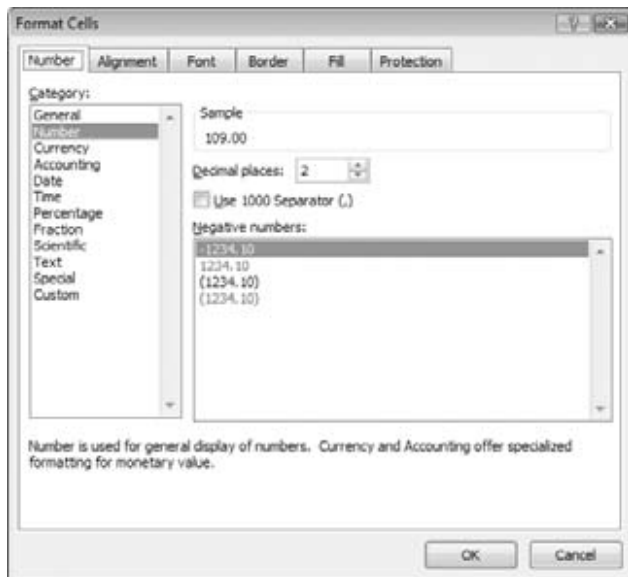 Format Cells
Number Alignment Font Border Fill Protection
Category:
General
Number
Currency
Accounting
Date
Time
Percentage
Fraction
Scientific
Text
Special
Custom
Sample
109.00
Decimal places: 2
Use 1000 Separator (,)
Negative numbers:
-1234.10
1234.10
(1234.10)
(1234.10)
Number is used for general display of numbers. Currency and Accounting offer specialized
formatting for monetary value.
OK Cancel